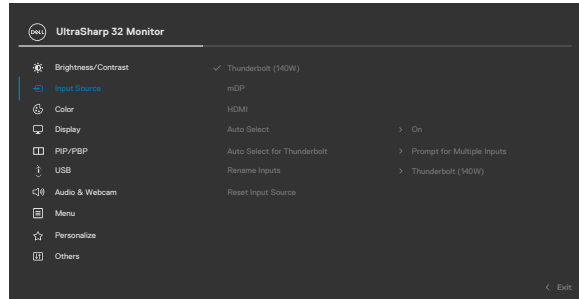 DELL UltraSharp 32 Monitor
Brightness/Contrast Thunderbolt (140W)
Input Source mDP
Color HDMI
Display Auto Select > On
PIP/PBP Auto Select for Thunderbolt > Prompt for Multiple Inputs
USB Rename Inputs > Thunderbolt (140W)
Audio & Webcam Reset Input Source
Menu
Personalize
Others
< Exit